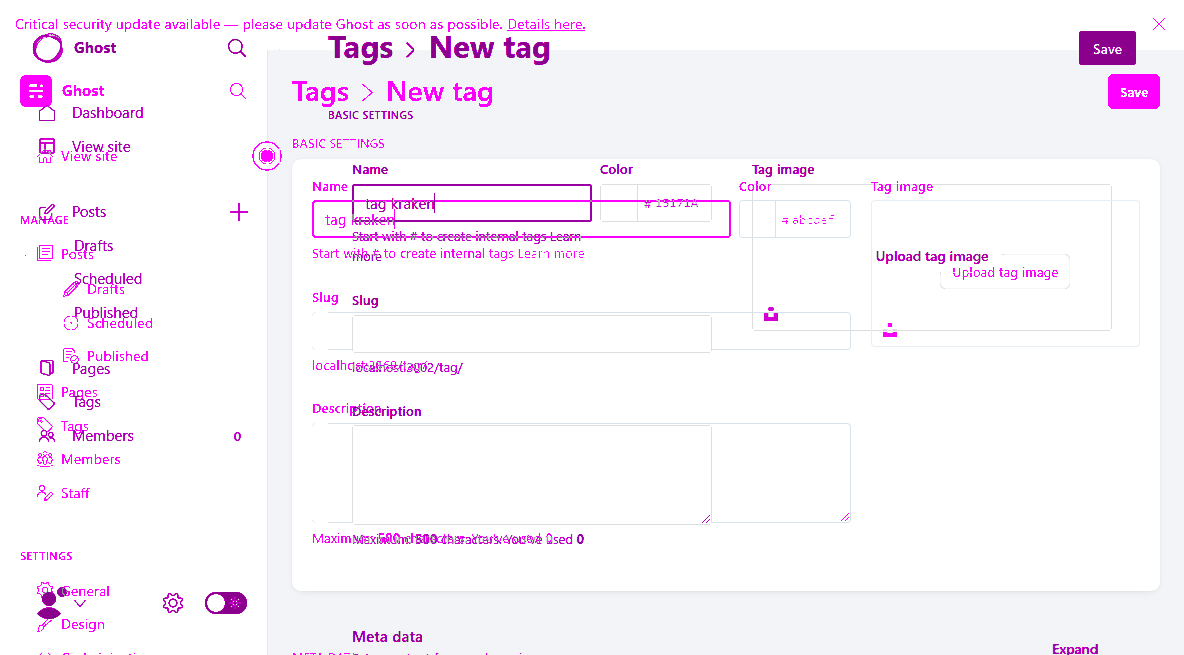 Critical security update available — please update Ghost as soon as possible. Details here.
Ghost
Tags > New tag
Save
Ghost
Tags > New tag
Save
Dashboard
BASIC SETTINGS
View site
View site
BASIC SETTINGS
Name
Color
Tag image
Name
Color
Tag image
Posts
tag kraken
# 15171A
MANAGE
tag kraken
# abcdef
Start with # to create internal tags Learn
more
Drafts
Posts
Start with # to create internal tags Learn more
Upload tag image
Upload tag image
Scheduled
Drafts
Slug
Slug
Published
Scheduled
Published
Pages
localhost:2368/tag/
/tag/
Pages
Tags
Description
Description
Tags
Members
0
Members
Staff
Maximum: 500 characters. You've used 0
Maximum: 500 characters. You've used 0
SETTINGS
General
Design
Meta data
Expand